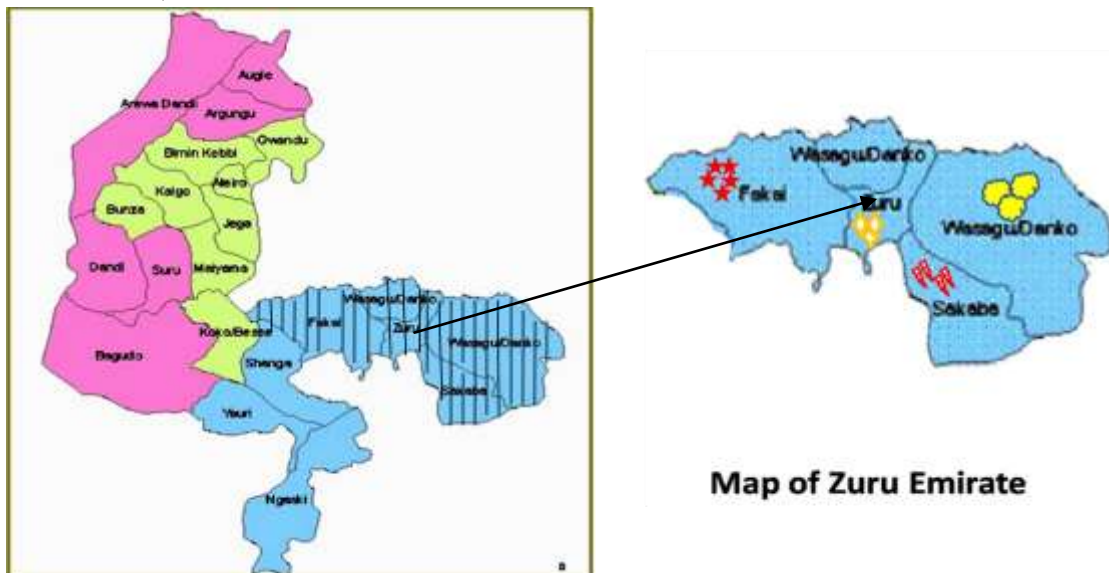 Augie
Arewa Dandi
Argungu
Gwandu
Birnin Kebbi
Aleiro
Kalgo
Bunza
Jega
Dandi
Suru
Maiyama
Koko/Besse
Bagudo
Shanga
Fakai
Wasagu/Danko
Zuru
Wasagu/Danko
Sakaba
Yauri
Ngaski
Wasagu/Danko
Fakai
Zuru
Wasagu/Danko
Sakaba
Map of Zuru Emirate